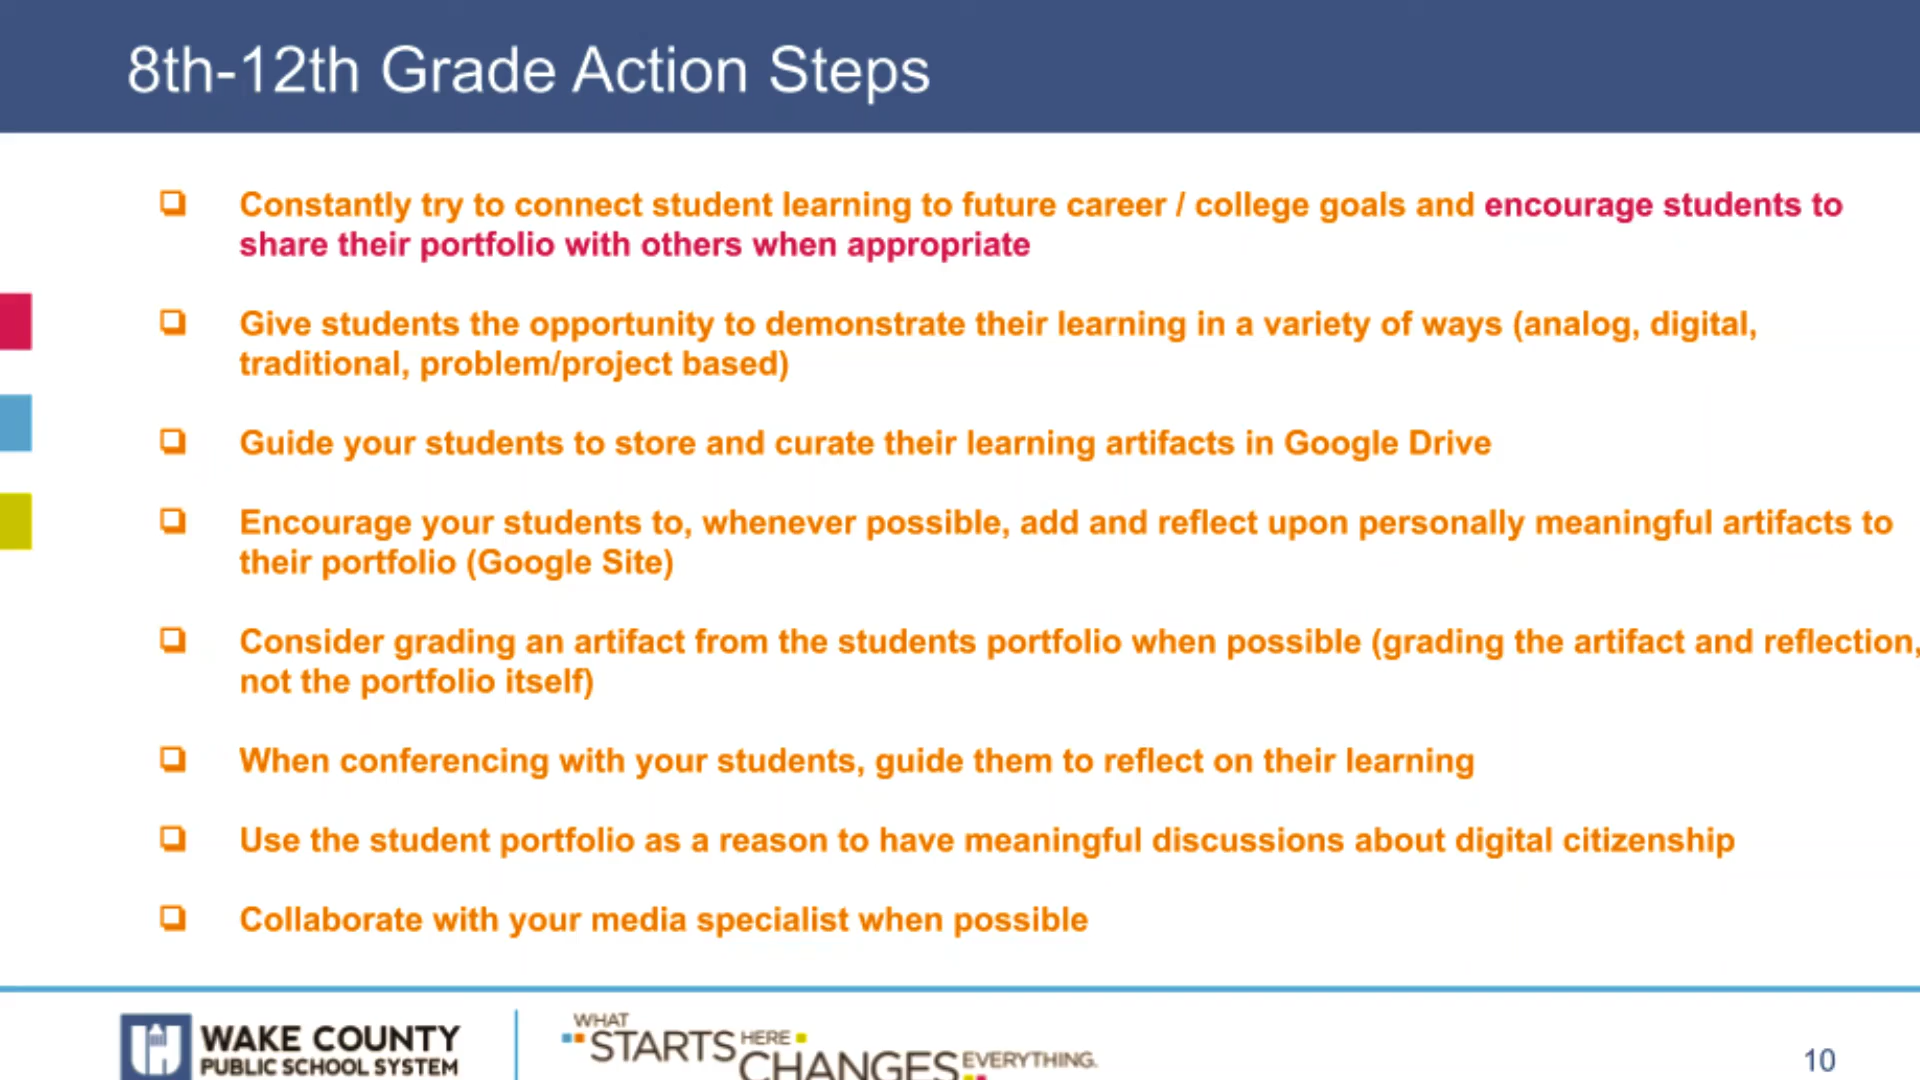 8th-12th Grade Action Steps
Constantly try to connect student learning to future career / college goals and encourage students to
share their portfolio with others when appropriate
Give students the opportunity to demonstrate their learning in a variety of ways (analog, digital,
traditional, problem/project based)
Guide your students to store and curate their learning artifacts in Google Drive
Encourage your students to, whenever possible, add and reflect upon personally meaningful artifacts to
their portfolio (Google Site)
Consider grading an artifact from the students portfolio when possible (grading the artifact and reflection,
not the portfolio itself)
When conferencing with your students, guide them to reflect on their learning
Use the student portfolio as a reason to have meaningful discussions about digital citizenship
Collaborate with your media specialist when possible
WAKE COUNTY
PUBLIC SCHOOL SYSTEM
WHAT
STARTS HERE
CHANGES EVERYTHING.
10